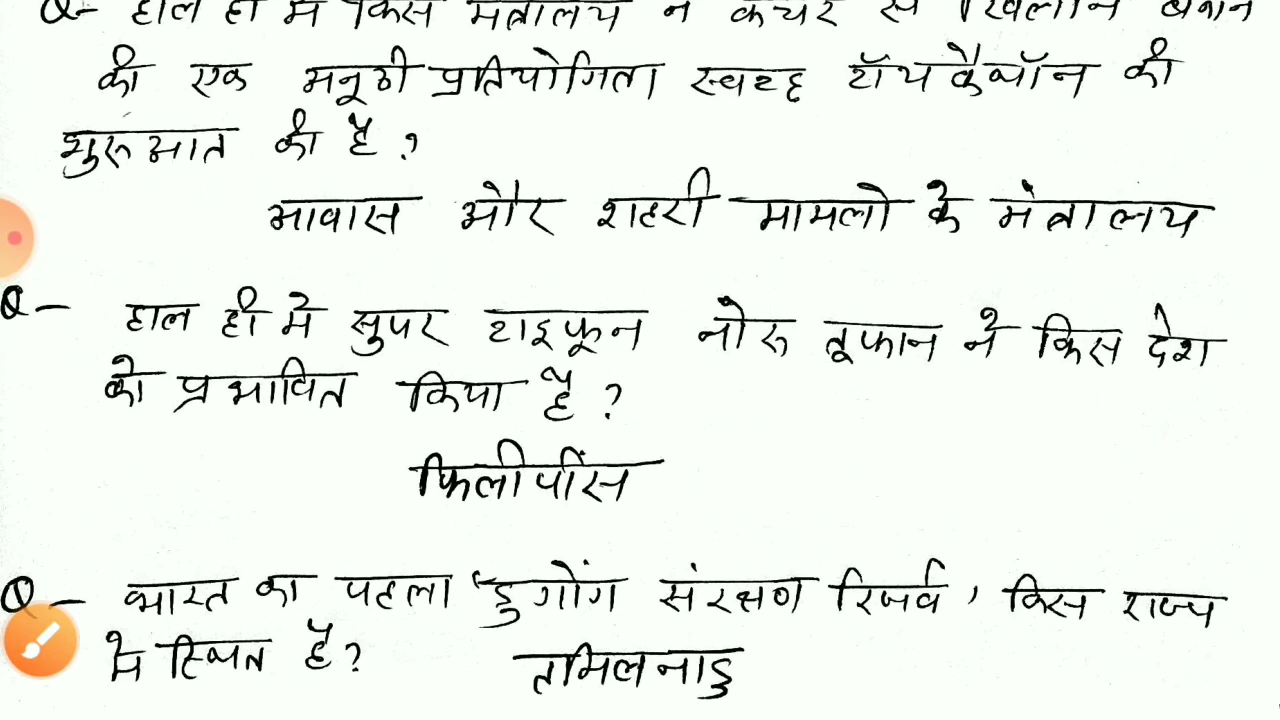 Q- हाल ही में किस मंत्रालय ने कचरे से खिलौने बनाने
की एक अनूठी प्रतियोगिता स्वच्छ टॉयकैथॉन की
शुरुआत की है?
आवास और शहरी मामलो के मंत्रालय
Q- हाल ही मे सुपर टाइफून नोरू तूफान ने किस देश
को प्रभावित किया है?
फिलीपींस
Q- भारत का पहला 'डुगोंग संरक्षण रिजर्व' किस राज्य
में स्थित है? तमिलनाडु